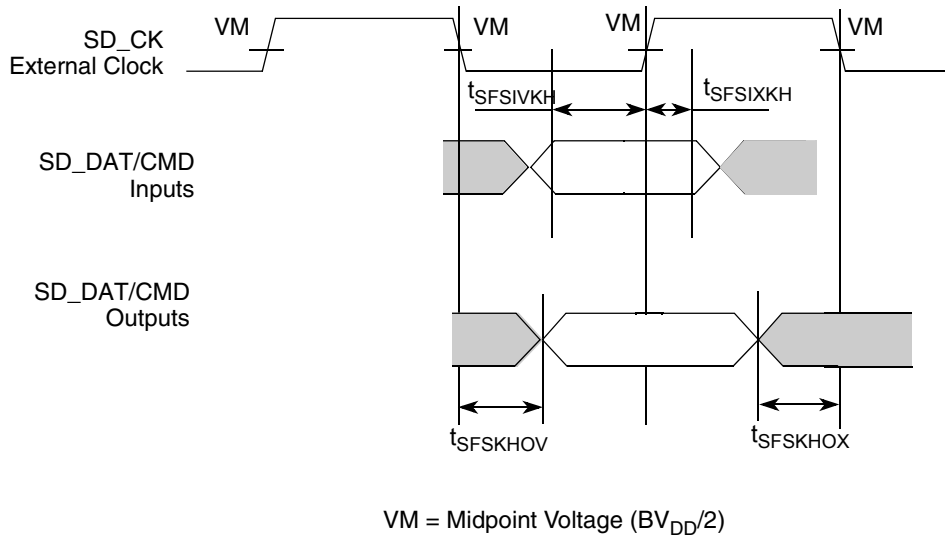 VM
VM
VM
VM
SD_CK
External Clock
tSFSIVKH
tSFSIXKH
SD_DAT/CMD
Inputs
SD_DAT/CMD
Outputs
tSFSKHOV
tSFSKHOX
VM = Midpoint Voltage (BVDD/2)